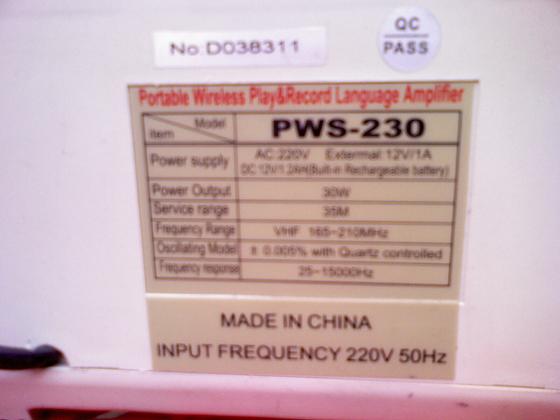 No D038311
QC
PASS
Portable Wireless Play&Record Language Amplifier
Item Model PWS-230
Power supply AC:220V Extermal:12V/1A
DC:12V/1.2AH(Built-in Rechargeable battery)
Power Output 30W
Service range 35M
Frequency Range VHF 165~210MHz
Oscillating Model ± 0.005% with Quartz controlled
Frequency response 25~15000Hz
MADE IN CHINA
INPUT FREQUENCY 220V 50Hz